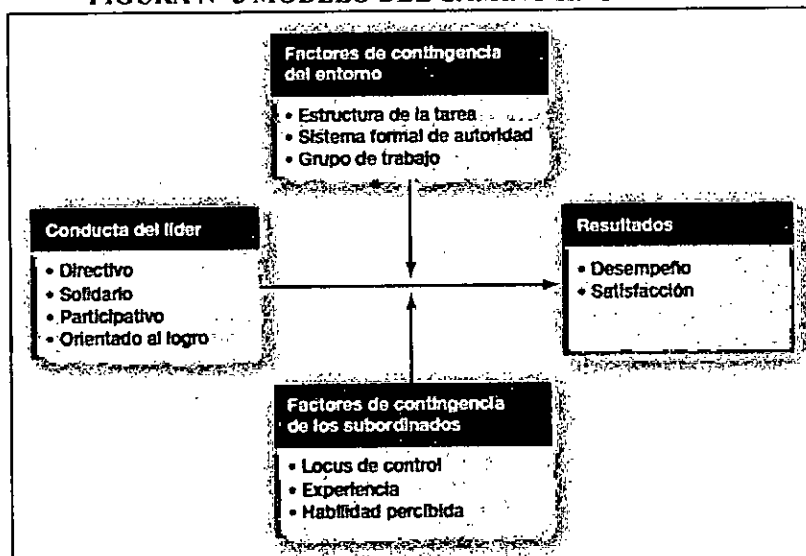 Factores de contingencia
del entorno
• Estructura de la tarea
• Sistema formal de autoridad
• Grupo de trabajo
Conducta del líder
• Directivo
• Solidario
• Participativo
• Orientado al logro
Resultados
• Desempeño
• Satisfacción
Factores de contingencia
de los subordinados
• Locus de control
• Experiencia
• Habilidad percibida